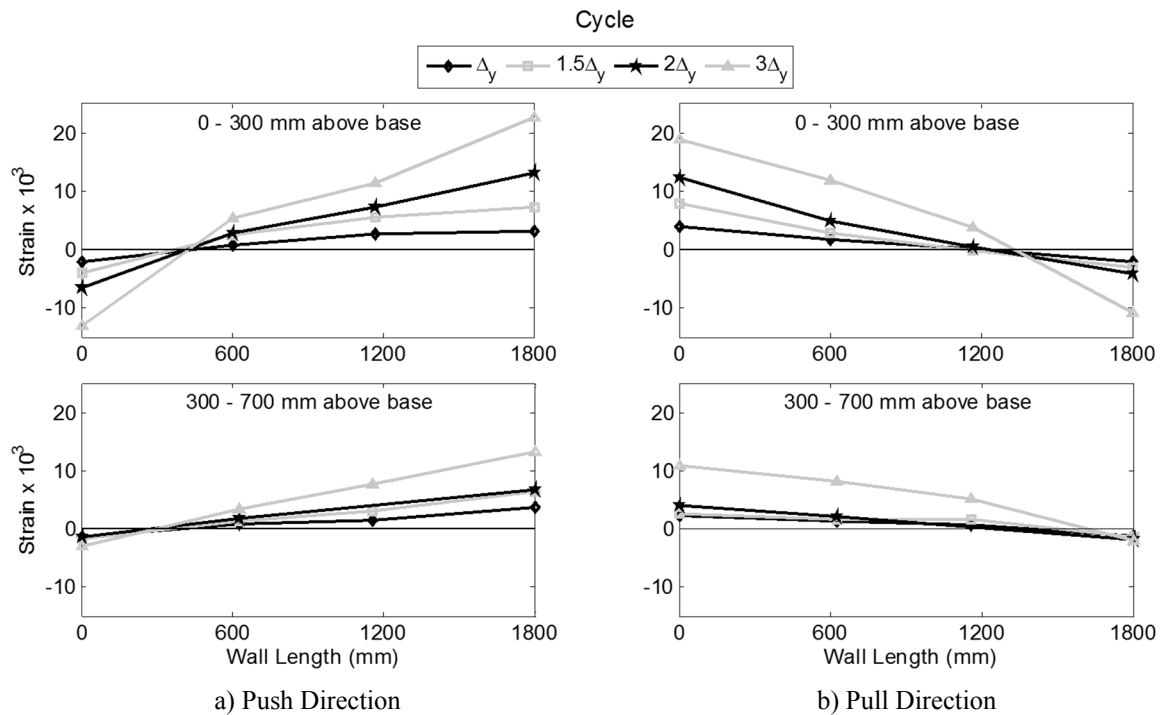 Cycle
Δy 1.5Δy 2Δy 3Δy
0 - 300 mm above base
20
10
0
-10
Strain x 10³
0 600 1200 1800
0 - 300 mm above base
20
10
0
-10
0 600 1200 1800
300 - 700 mm above base
20
10
0
-10
Strain x 10³
0 600 1200 1800
Wall Length (mm)
300 - 700 mm above base
20
10
0
-10
0 600 1200 1800
Wall Length (mm)
a) Push Direction
b) Pull Direction